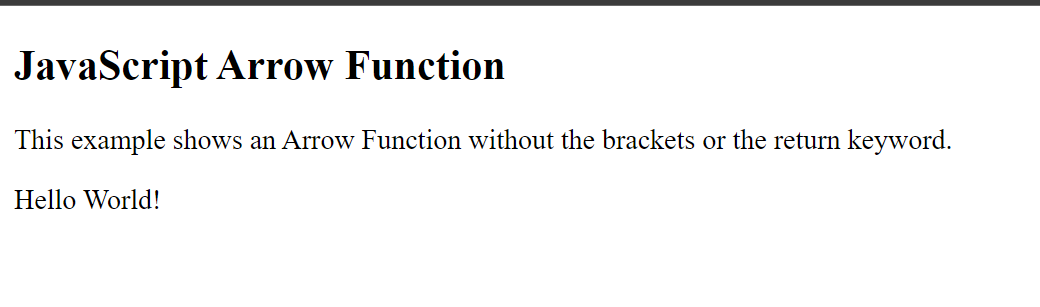 JavaScript Arrow Function
This example shows an Arrow Function without the brackets or the return keyword.
Hello World!